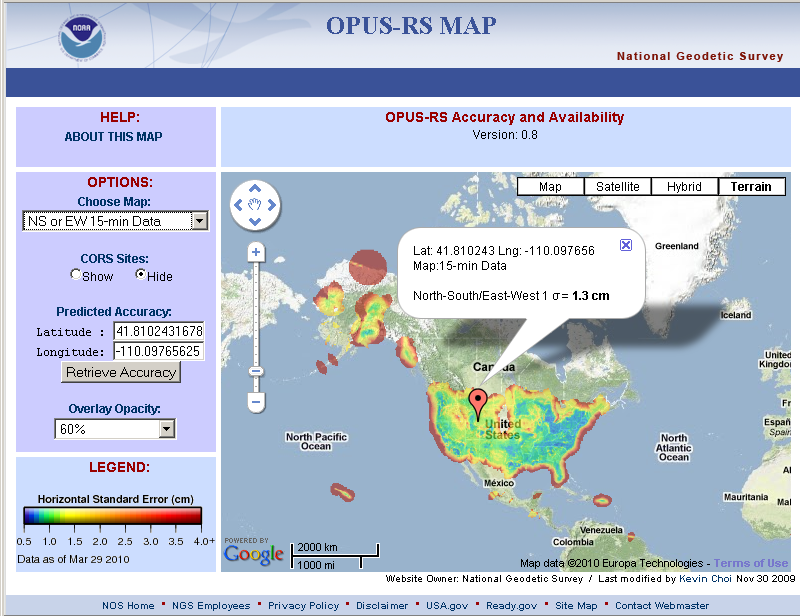 NOAA
OPUS-RS MAP
National Geodetic Survey
HELP:
ABOUT THIS MAP
OPUS-RS Accuracy and Availability
Version: 0.8
OPTIONS:
Choose Map:
NS or EW 15-min Data
CORS Sites:
Show Hide
Predicted Accuracy:
Latitude : 41.8102431678
Longitude: -110.09765625
Retrieve Accuracy
Overlay Opacity:
60%
LEGEND:
Horizontal Standard Error (cm)
0.5 1.0 1.5 2.5 3.0 3.5 4.0+
Data as of Mar 29 2010
Map Satellite Hybrid Terrain
Lat: 41.810243 Lng: -110.097656
Map:15-min Data
North-South/East-West 1 σ= 1.3 cm
Greenland
Iceland
Canada
United
Kingdom
United
States
North Pacific
Ocean
North
Atlantic
Ocean
Fr
Españ
Spain
México
Al
Mauritania
Ma
Venezuela
Colombia
POWERED BY
Google
2000 km
1000 mi
Map data ©2010 Europa Technologies - Terms of Use
Website Owner: National Geodetic Survey / Last modified by Kevin Choi Nov 30 2009
NOS Home • NGS Employees • Privacy Policy • Disclaimer • USA.gov • Ready.gov • Site Map • Contact Webmaster